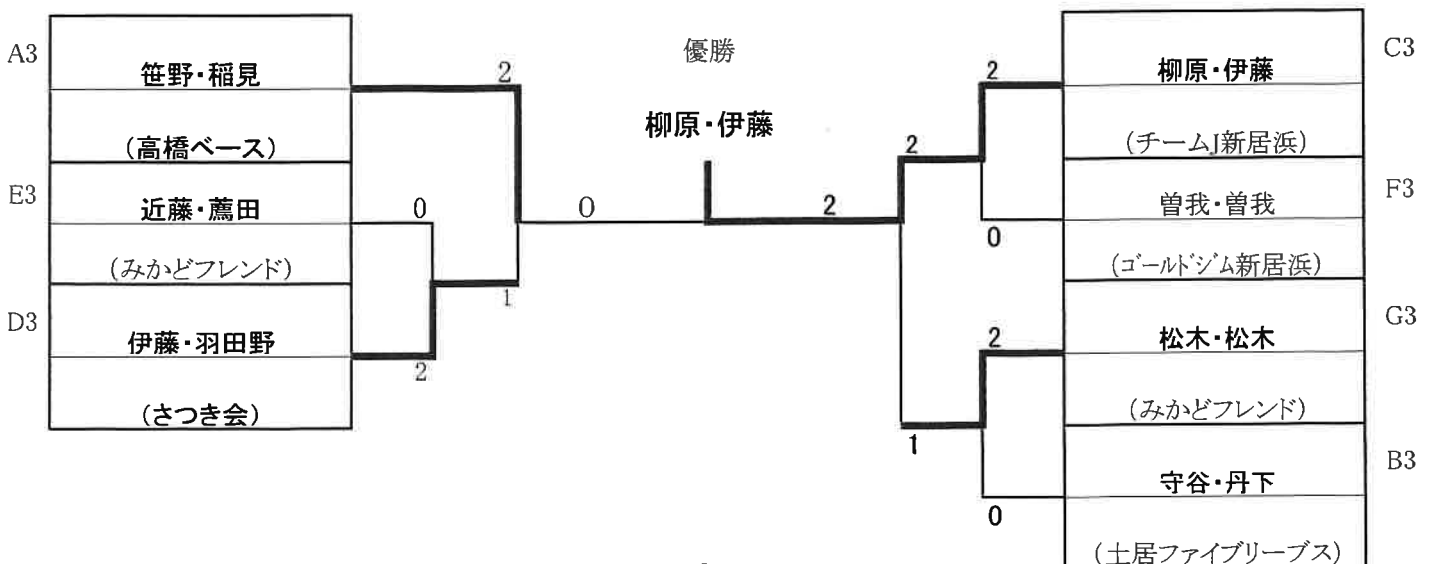 A3
笹野・稲見
(高橋ベース)
E3
近藤・薦田
(みかどフレンド)
D3
伊藤・羽田野
(さつき会)
2
0
1
2
優勝
柳原・伊藤
0
2
2
2
0
2
1
0
C3
柳原・伊藤
(チームJ新居浜)
F3
曽我・曽我
(ゴールドジム新居浜)
G3
松木・松木
(みかどフレンド)
B3
守谷・丹下
(土居ファイブリーブス)